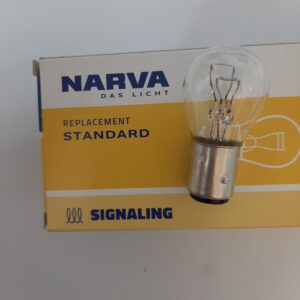 NARVA
DAS LICHT
REPLACEMENT
STANDARD
SIGNALING